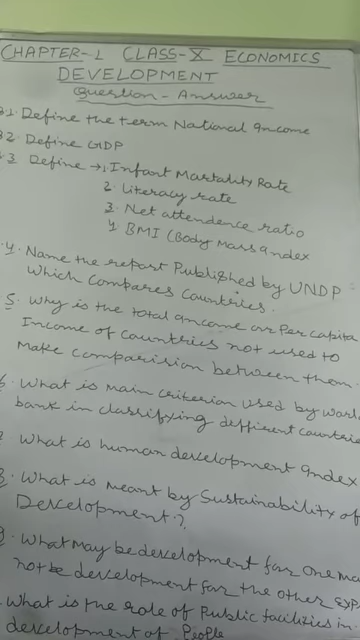 CHAPTER-1 CLASS-X ECONOMICS
DEVELOPMENT
Question-Answer
1. Define the term National Income
2. Define GDP
3 Define → 1. Infant Martality Rate
2. Literacy rate
3. Net attendence ratio
4. BMI (Body Mass Index
4. Name the report Published by UNDP
which compares Countries.
5. Why is the total Income or Per Capita
Income of Countries not used to
Make Comparision between them.
6. What is main criterion used by Worl
bank in classifying different Countrie
What is human development Index
8. What is meant by Sustainability of
Development?
9. What may be development for one ma
not be development for the other exp
What is the role of Public facilities in
development of People